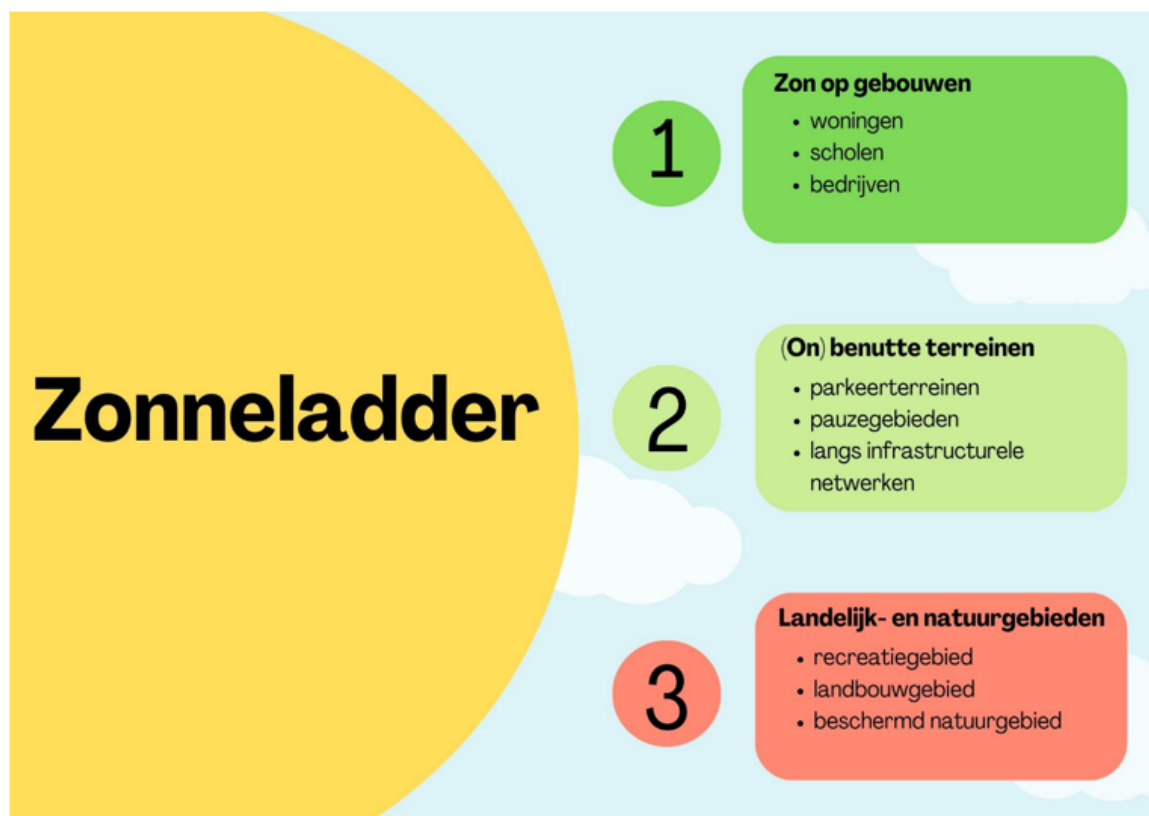 Zonneladder
1
Zon op gebouwen
• woningen
• scholen
• bedrijven
2
(On) benutte terreinen
• parkeerterreinen
• pauzegebieden
• langs infrastructurele
netwerken
3
Landelijk- en natuurgebieden
• recreatiegebied
• landbouwgebied
• beschermd natuurgebied